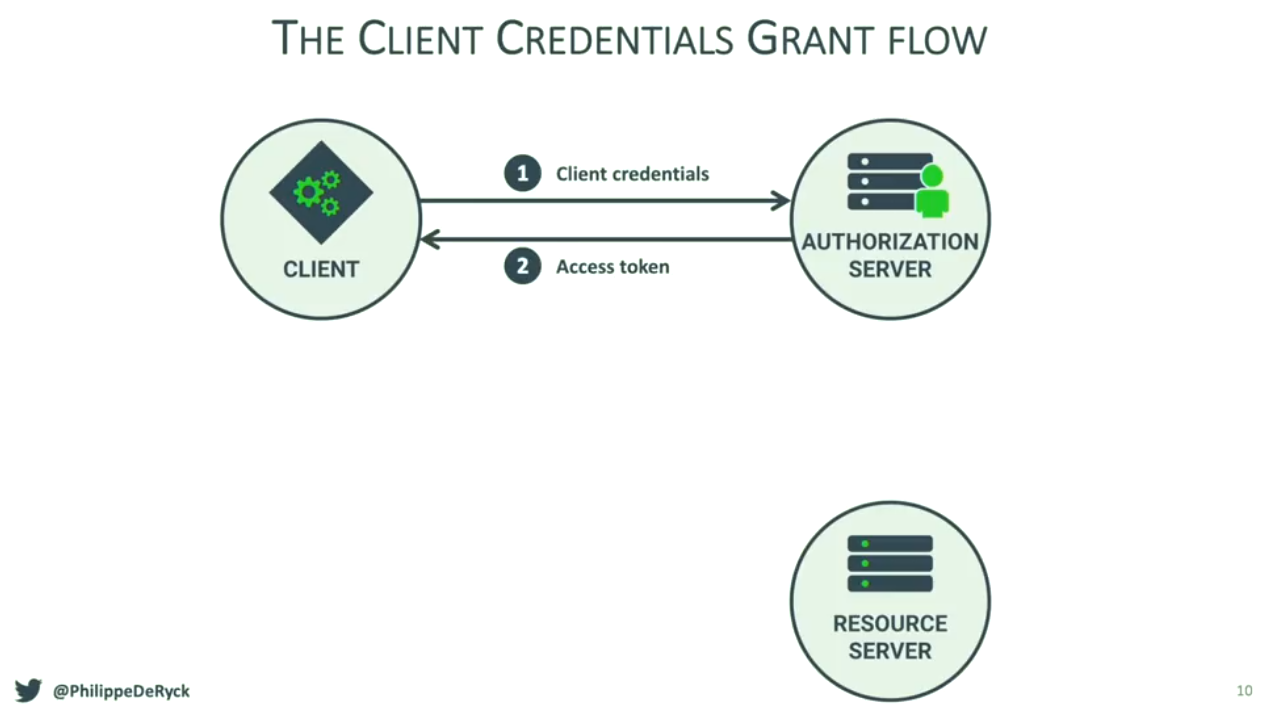 THE CLIENT CREDENTIALS GRANT FLOW
1 Client credentials
2 Access token
CLIENT
AUTHORIZATION
SERVER
RESOURCE
SERVER
@PhilippeDeRyck
10